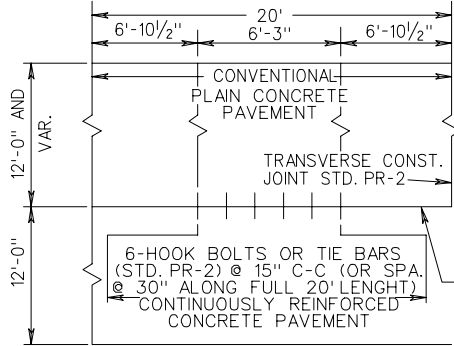 20'
6'-10½" 6'-3" 6'-10½"
CONVENTIONAL
PLAIN CONCRETE
PAVEMENT
12'-0" AND
VAR.
TRANSVERSE CONST.
JOINT STD. PR-2
12'-0"
6-HOOK BOLTS OR TIE BARS
(STD. PR-2) @ 15" C-C (OR SPA.
@ 30" ALONG FULL 20' LENGHT)
CONTINUOUSLY REINFORCED
CONCRETE PAVEMENT